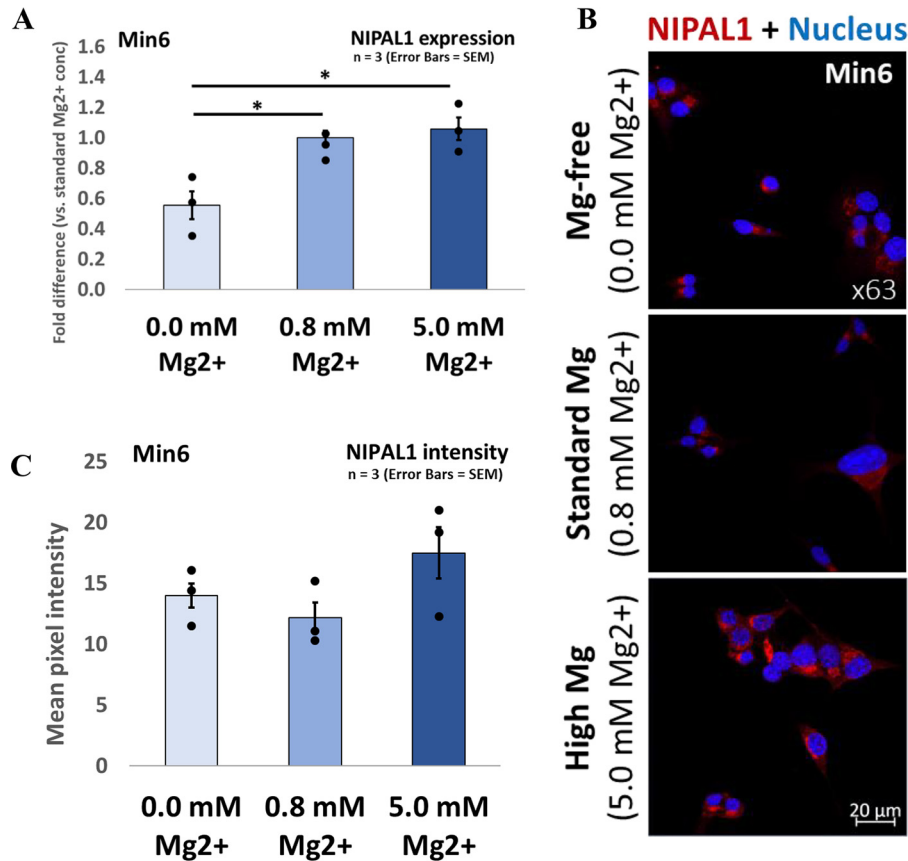 A
Min6
NIPAL1 expression
n = 3 (Error Bars = SEM)
Fold difference (vs. standard Mg2+ conc)
1.6
1.4
1.2
1.0
0.8
0.6
0.4
0.2
0.0
*
*
0.0 mM
Mg2+
0.8 mM
Mg2+
5.0 mM
Mg2+
B
NIPAL1 + Nucleus
Mg-free
(0.0 mM Mg2+)
Min6
x63
Standard Mg
(0.8 mM Mg2+)
High Mg
(5.0 mM Mg2+)
20 µm
C
Min6
NIPAL1 intensity
n = 3 (Error Bars = SEM)
Mean pixel intensity
25
20
15
10
5
0
0.0 mM
Mg2+
0.8 mM
Mg2+
5.0 mM
Mg2+